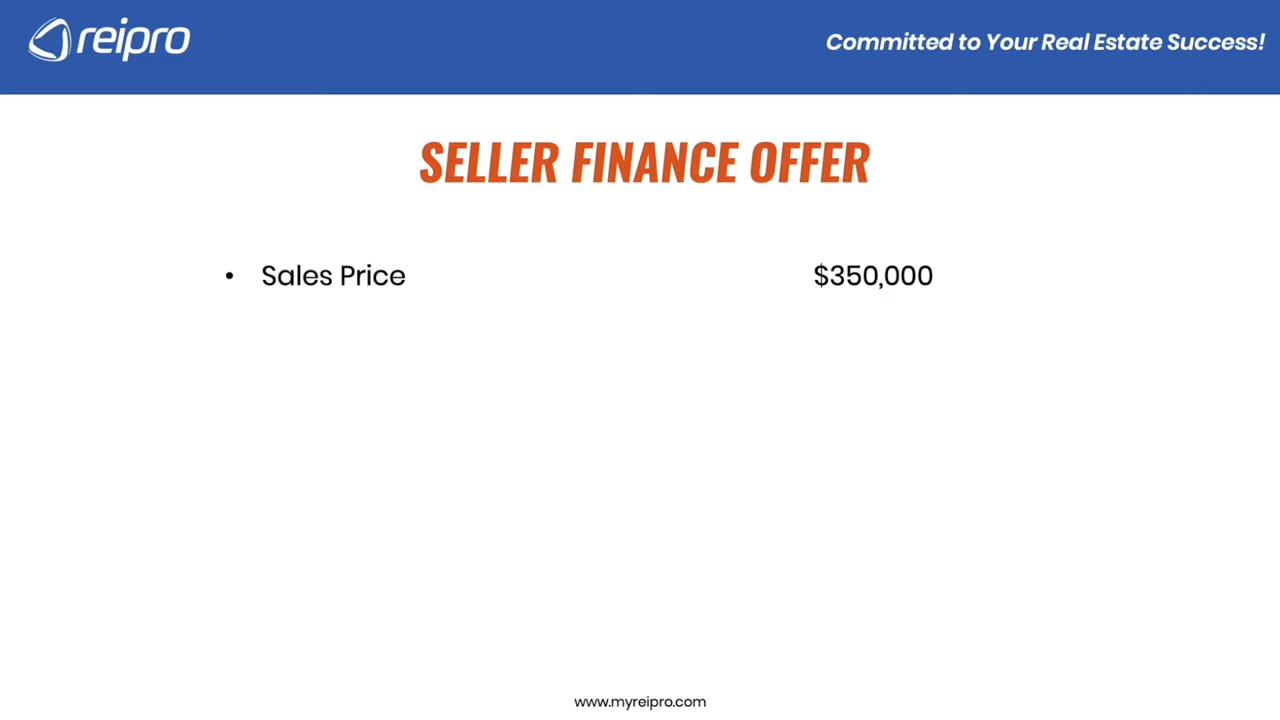 reipro
Committed to Your Real Estate Success!
SELLER FINANCE OFFER
• Sales Price $350,000
www.myreipro.com